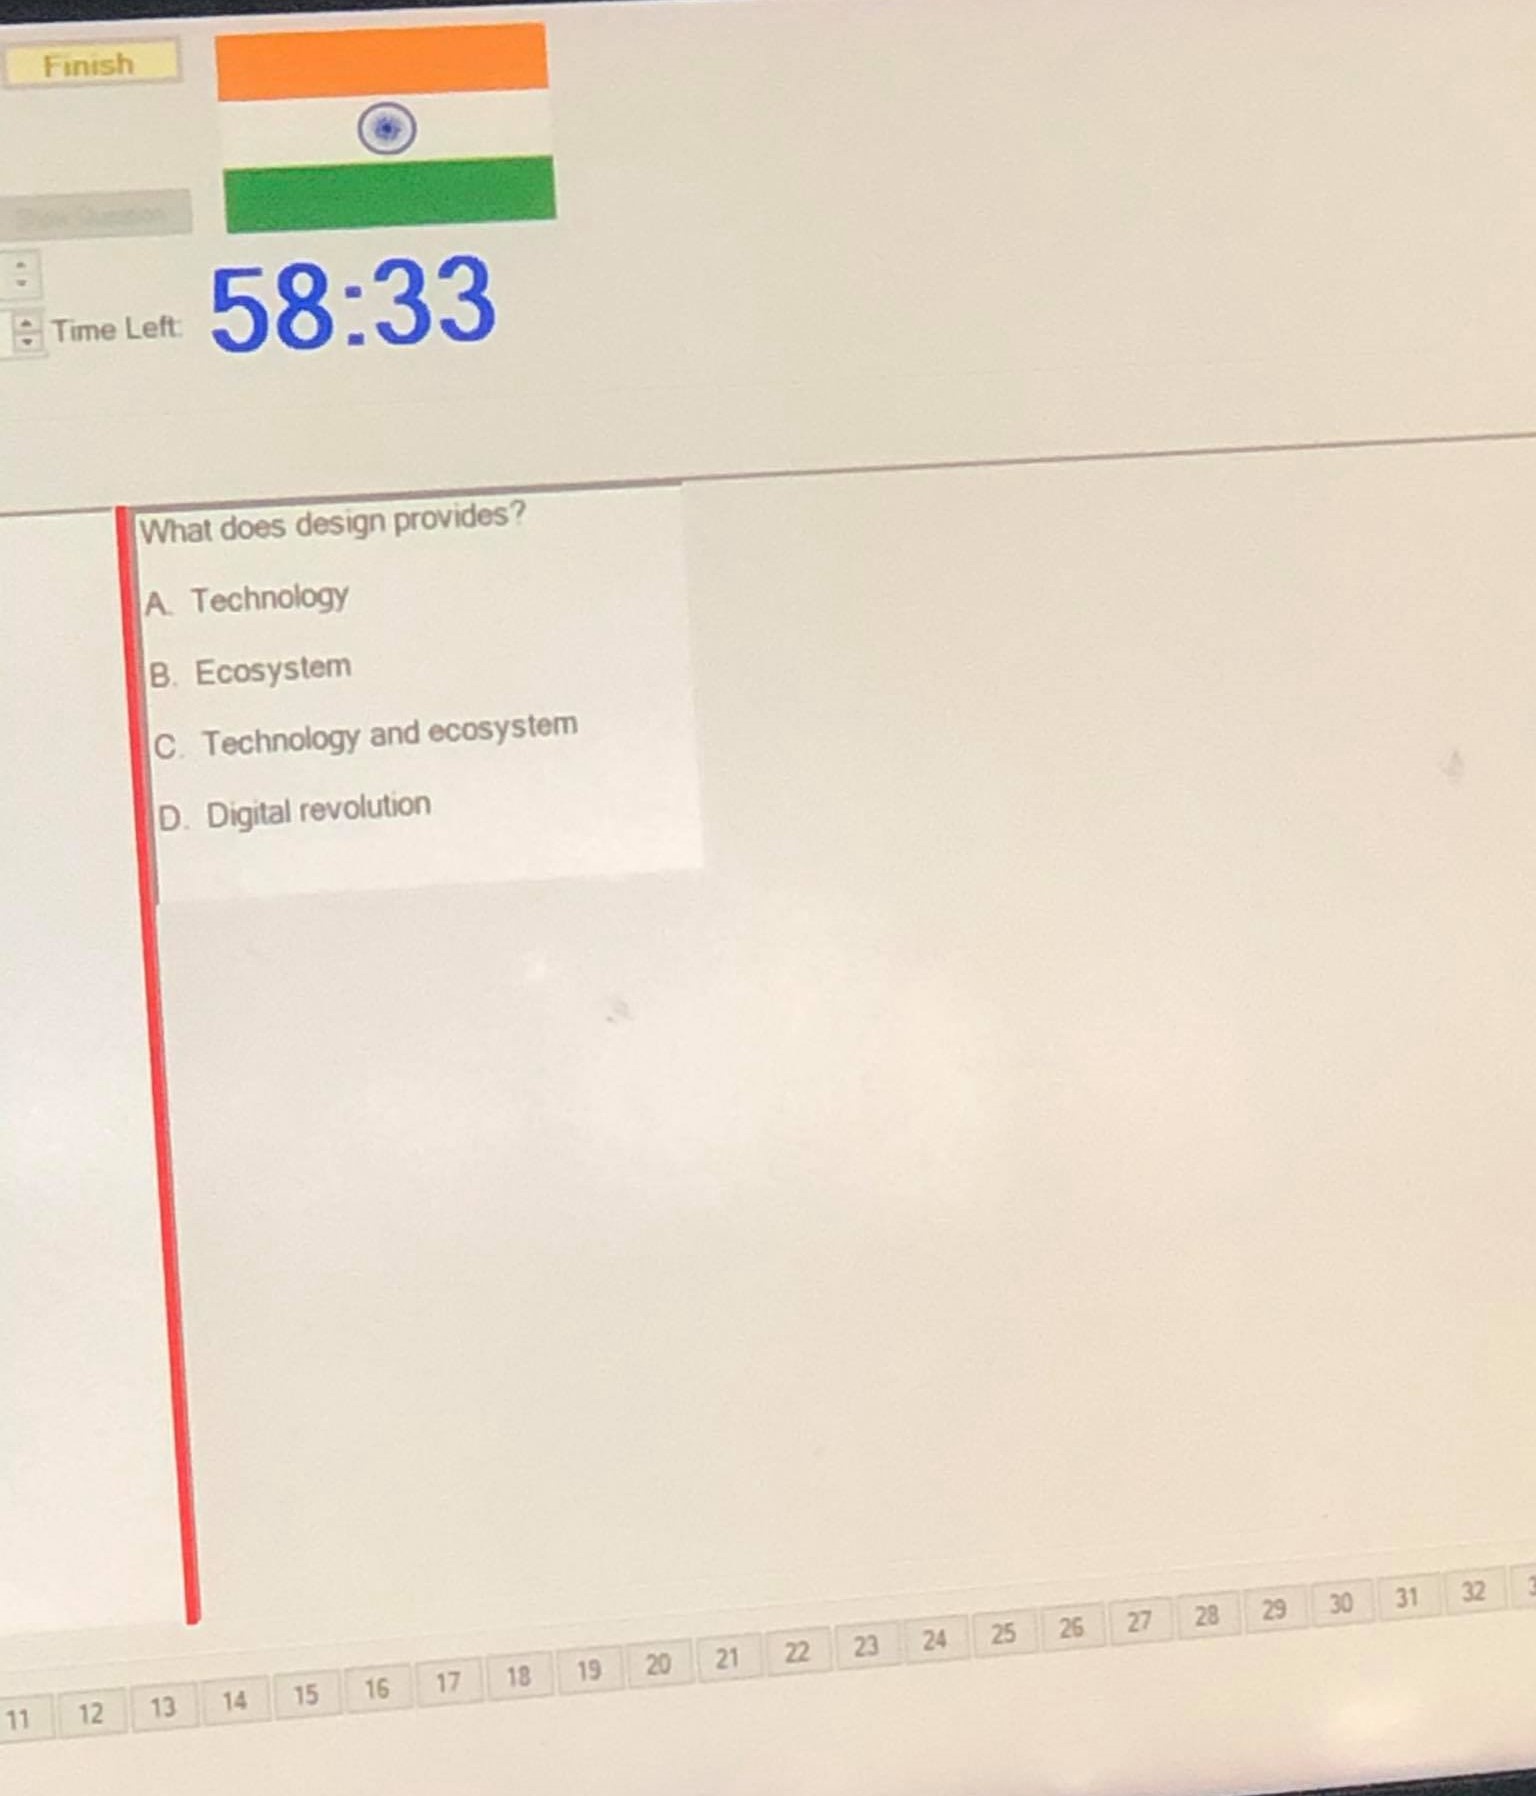 Finish
Show Question
Time Left: 58:33
What does design provides?
A. Technology
B. Ecosystem
C. Technology and ecosystem
D. Digital revolution
11 12 13 14 15 16 17 18 19 20 21 22 23 24 25 26 27 28 29 30 31 32